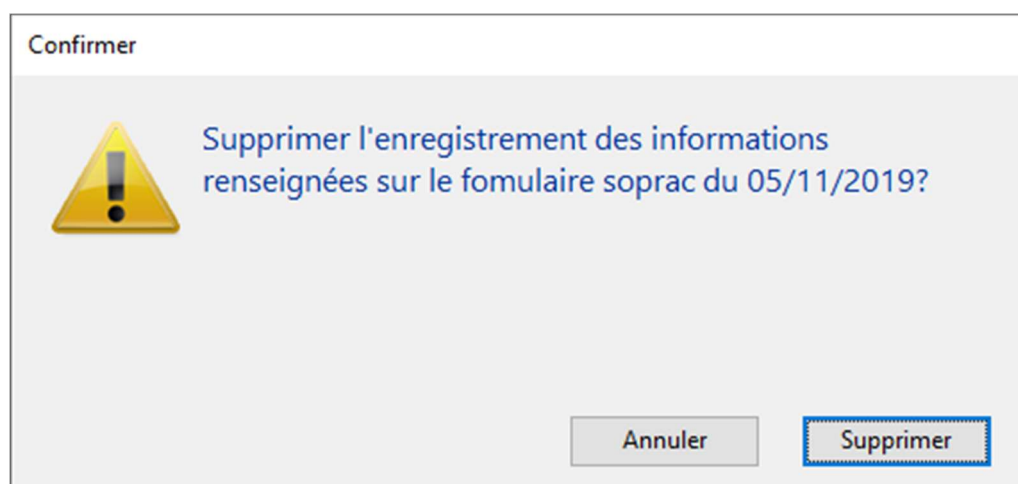 Confirmer
Supprimer l'enregistrement des informations
renseignées sur le fomulaire soprac du 05/11/2019?
Annuler
Supprimer